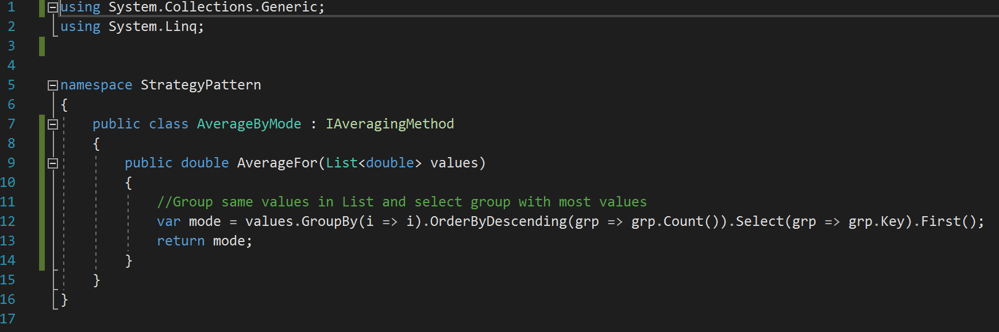 1 using System.Collections.Generic;
2 using System.Linq;
3
4
5 namespace StrategyPattern
6 {
7 public class AverageByMode : IAveragingMethod
8 {
9 public double AverageFor(List<double> values)
10 {
11 //Group same values in List and select group with most values
12 var mode = values.GroupBy(i => i).OrderByDescending(grp => grp.Count()).Select(grp => grp.Key).First();
13 return mode;
14 }
15 }
16 }
17